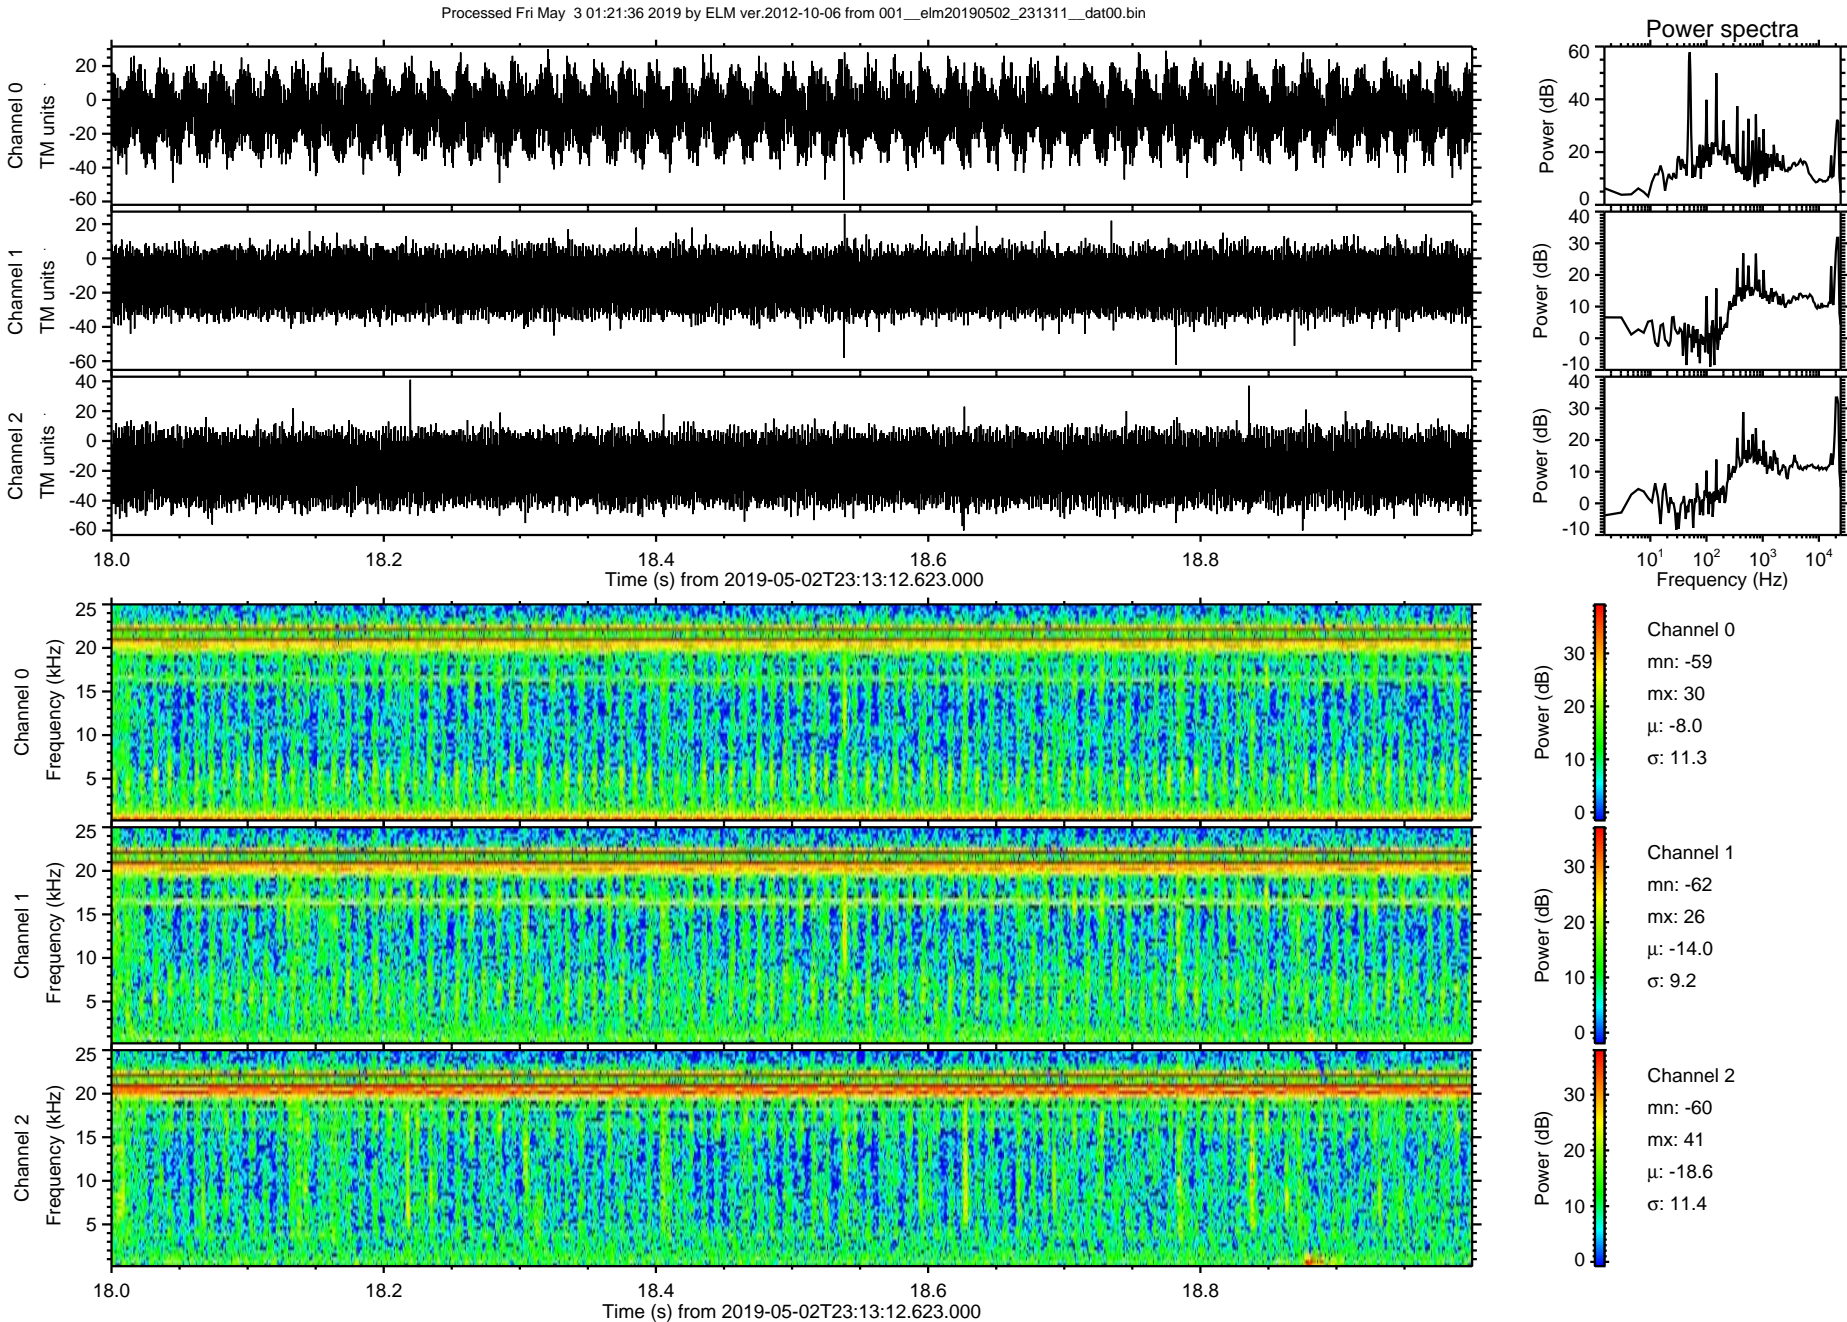 Processed Fri May  3 01:21:36 2019 by ELM ver.2012-10-06 from 001__elm20190502_231311__dat00.bin
Power spectra
Channel 0
TM units
20
0
-20
-40
-60
Power (dB)
60
40
20
0
Channel 1
TM units
20
0
-20
-40
-60
Power (dB)
40
30
20
10
0
-10
Channel 2
TM units
40
20
0
-20
-40
-60
Power (dB)
40
30
20
10
0
-10
18.0 18.2 18.4 18.6 18.8
Time (s) from 2019-05-02T23:13:12.623.000
10^1 10^2 10^3 10^4
Frequency (Hz)
Channel 0
Frequency (kHz)
25
20
15
10
5
Power (dB)
30
20
10
0
Channel 0
mn: -59
mx: 30
μ: -8.0
σ: 11.3
Channel 1
Frequency (kHz)
25
20
15
10
5
Power (dB)
30
20
10
0
Channel 1
mn: -62
mx: 26
μ: -14.0
σ: 9.2
Channel 2
Frequency (kHz)
25
20
15
10
5
Power (dB)
30
20
10
0
Channel 2
mn: -60
mx: 41
μ: -18.6
σ: 11.4
18.0 18.2 18.4 18.6 18.8
Time (s) from 2019-05-02T23:13:12.623.000